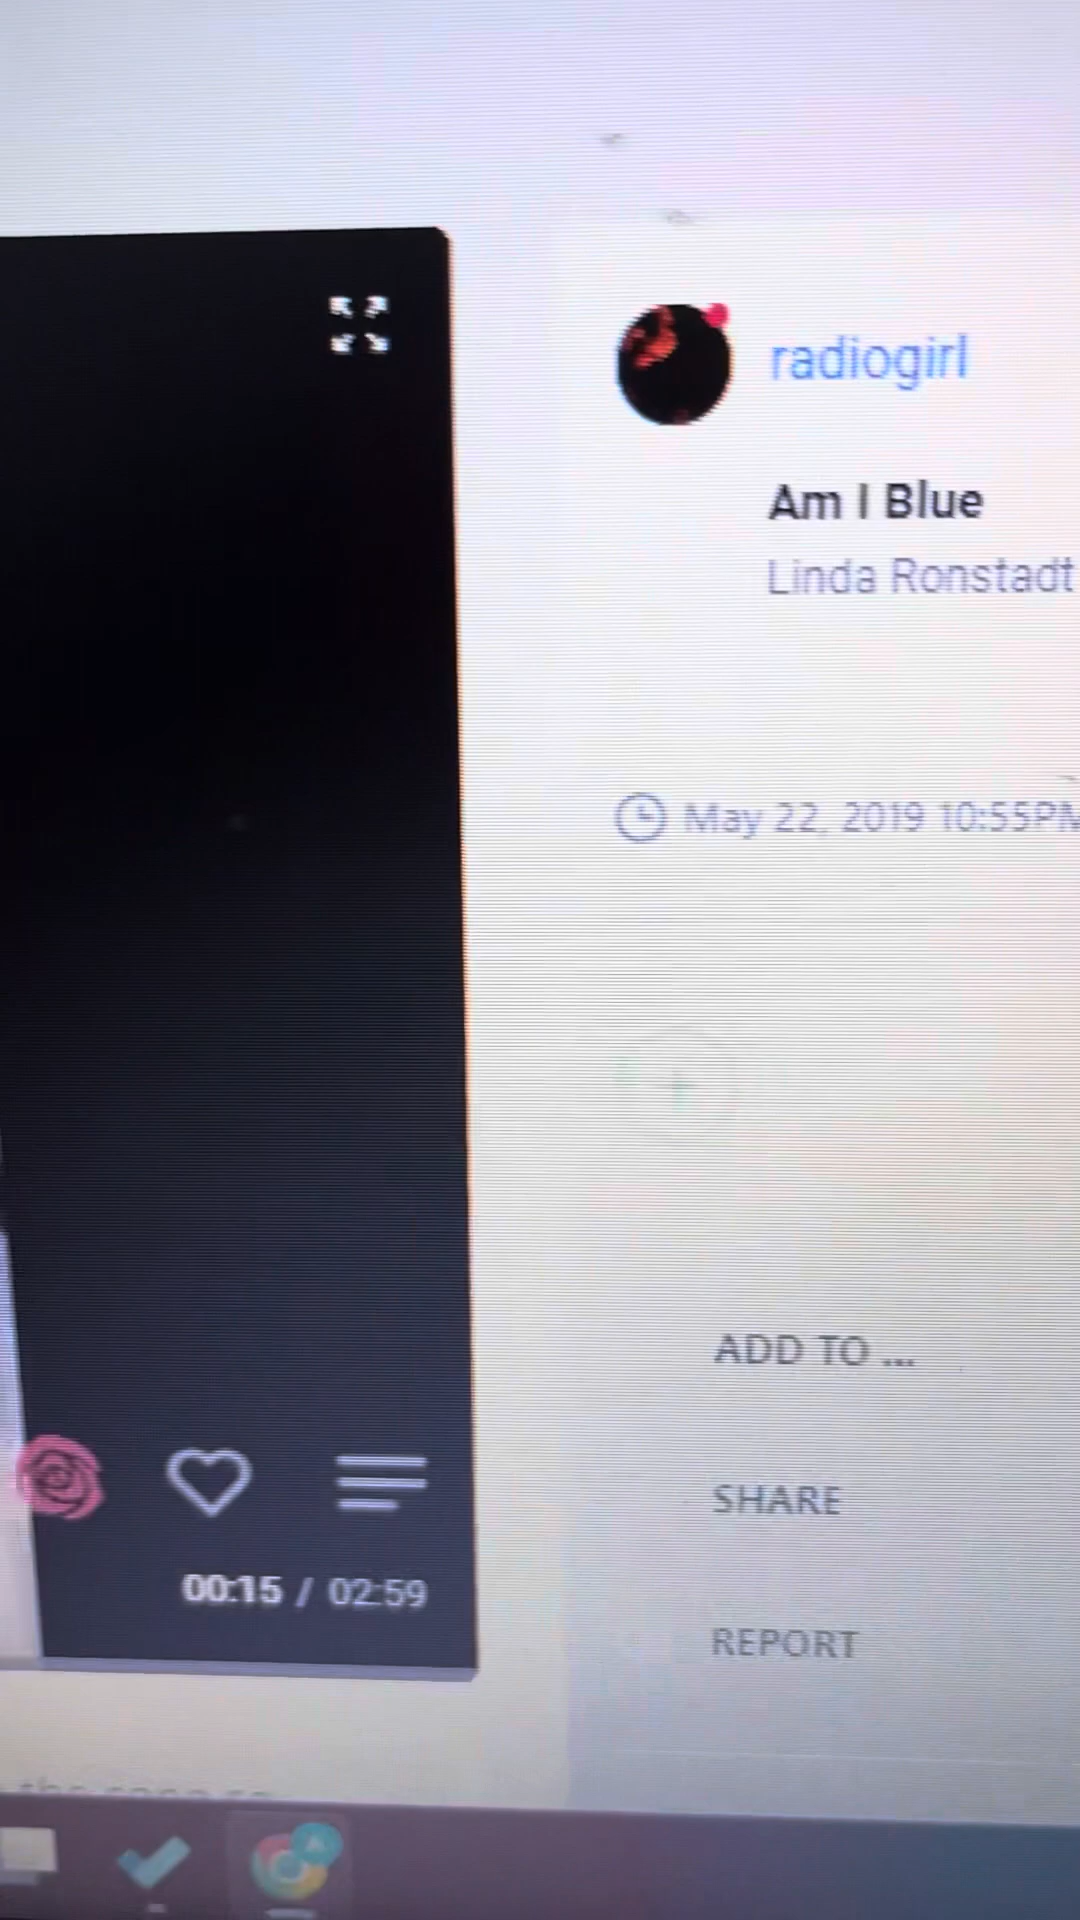 radiogirl
Am I Blue
Linda Ronstadt
May 22, 2019 10:55PM
ADD TO ...
SHARE
REPORT
00:15 / 02:59